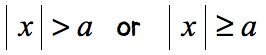 |x| > a or |x| ≥ a